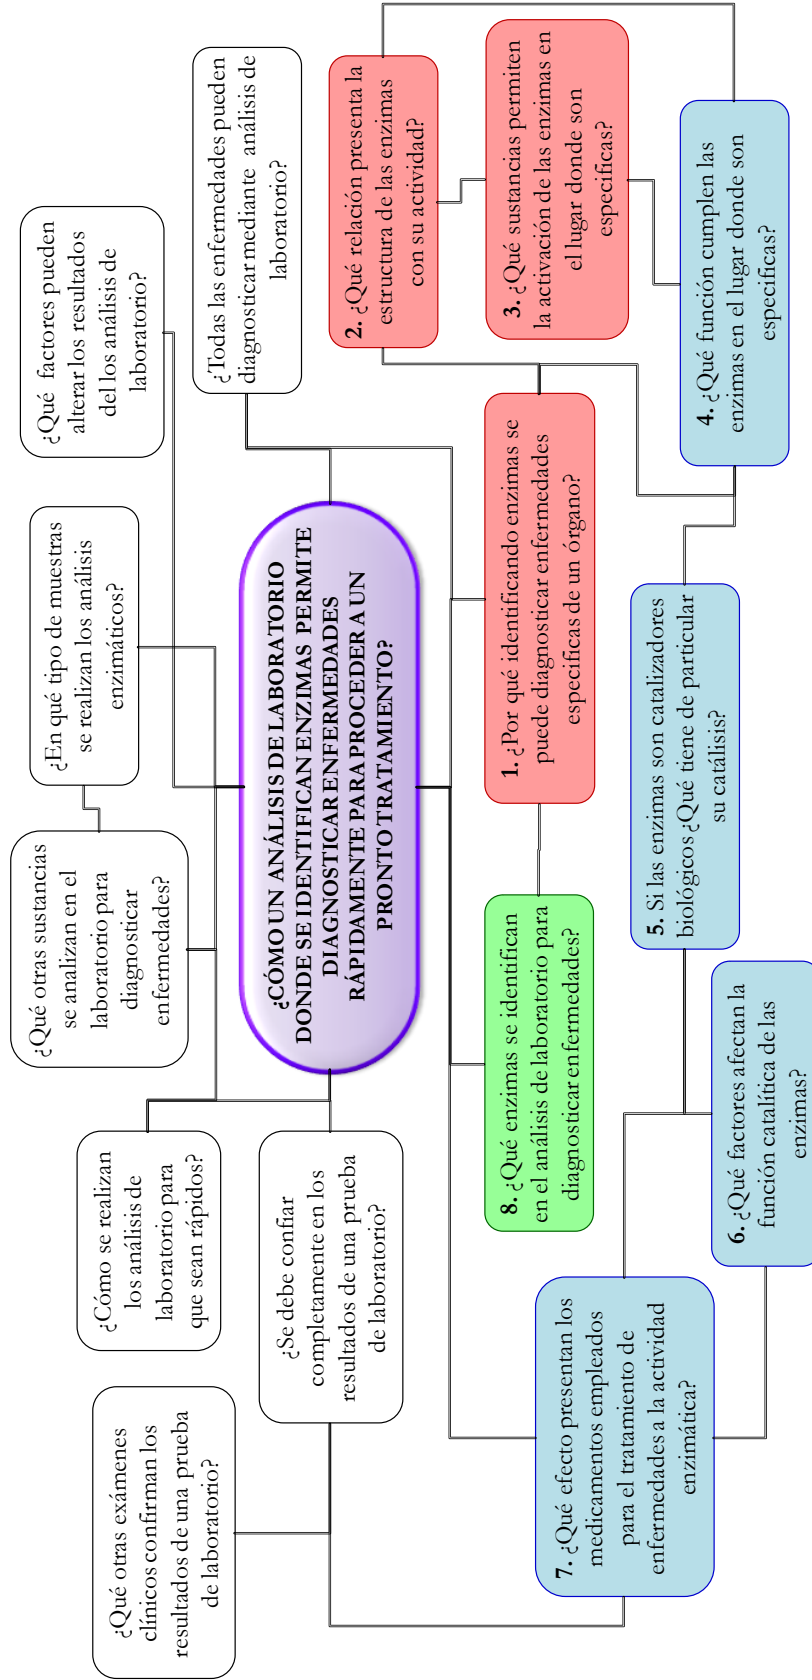 ¿Qué otras exámenes
clínicos confirman los
resultados de una prueba
de laboratorio?
¿Cómo se realizan
los análisis de
laboratorio para
que sean rápidos?
¿Qué otras sustancias
se analizan en el
laboratorio para
diagnosticar
enfermedades?
¿En qué tipo de muestras
se realizan los análisis
enzimáticos?
¿Qué factores pueden
alterar los resultados
del los análisis de
laboratorio?
¿Se debe confiar
completamente en los
resultados de una prueba
de laboratorio?
¿CÓMO UN ANÁLISIS DE LABORATORIO
DONDE SE IDENTIFICAN ENZIMAS PERMITE
DIAGNOSTICAR ENFERMEDADES
RÁPIDAMENTE PARA PROCEDER A UN
PRONTO TRATAMIENTO?
¿Todas las enfermedades pueden
diagnosticar mediante análisis de
laboratorio?
1. ¿Por qué identificando enzimas se
puede diagnosticar enfermedades
especificas de un órgano?
2. ¿Qué relación presenta la
estructura de las enzimas
con su actividad?
3. ¿Qué sustancias permiten
la activación de las enzimas en
el lugar donde son
especificas?
4. ¿Qué función cumplen las
enzimas en el lugar donde son
especificas?
5. Si las enzimas son catalizadores
biológicos ¿Qué tiene de particular
su catálisis?
6. ¿Qué factores afectan la
función catalítica de las
enzimas?
7. ¿Qué efecto presentan los
medicamentos empleados
para el tratamiento de
enfermedades a la actividad
enzimática?
8. ¿Qué enzimas se identifican
en el análisis de laboratorio para
diagnosticar enfermedades?